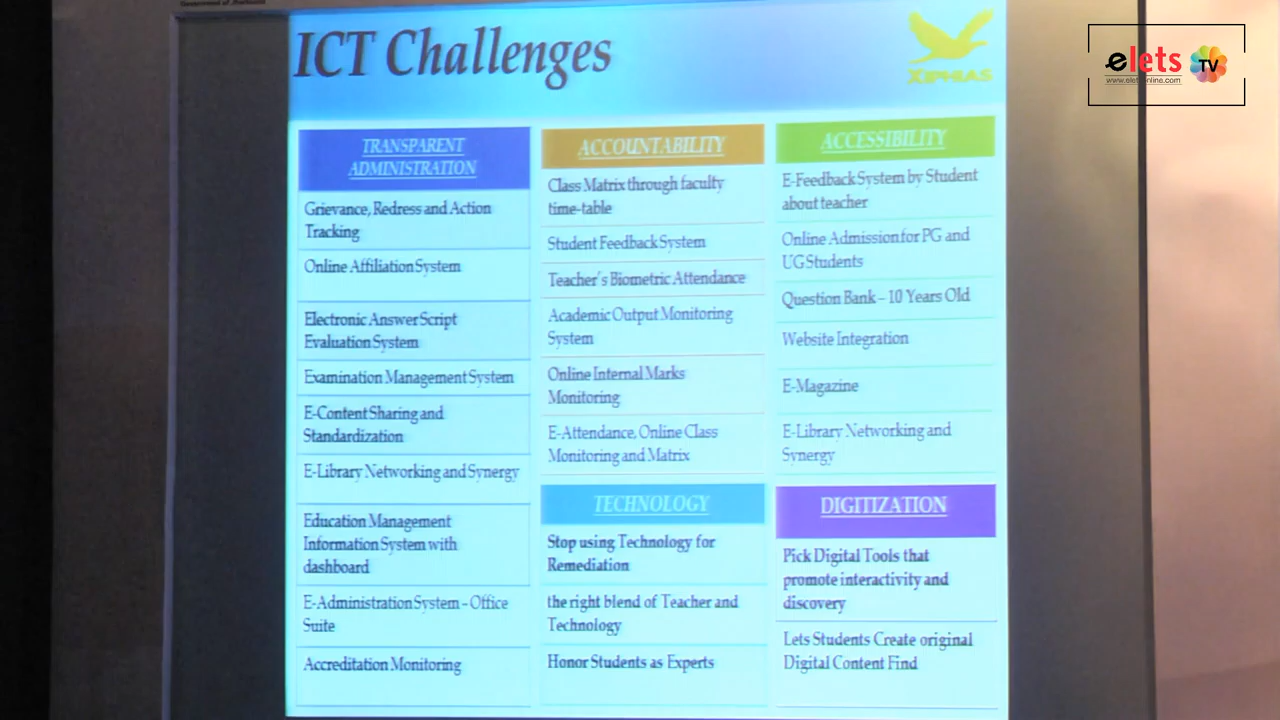 ICT Challenges
XIPHIAS
elets TV
TRANSPARENT
ADMINISTRATION
Grievance, Redress and Action
Tracking
Online Affiliation System
Electronic Answer Script
Evaluation System
Examination Management System
E-Content Sharing and
Standardization
E-Library Networking and Synergy
Education Management
Information System with
dashboard
E-Administration System – Office
Suite
Accreditation Monitoring
ACCOUNTABILITY
Class Matrix through faculty
time-table
Student Feedback System
Teacher's Biometric Attendance
Academic Output Monitoring
System
Online Internal Marks
Monitoring
E-Attendance, Online Class
Monitoring and Matrix
TECHNOLOGY
Stop using Technology for
Remediation
the right blend of Teacher and
Technology
Honor Students as Experts
ACCESSIBILITY
E-Feedback System by Student
about teacher
Online Admission for PG and
UG Students
Question Bank – 10 Years Old
Website Integration
E-Magazine
E-Library Networking and
Synergy
DIGITIZATION
Pick Digital Tools that
promote interactivity and
discovery
Lets Students Create original
Digital Content Find